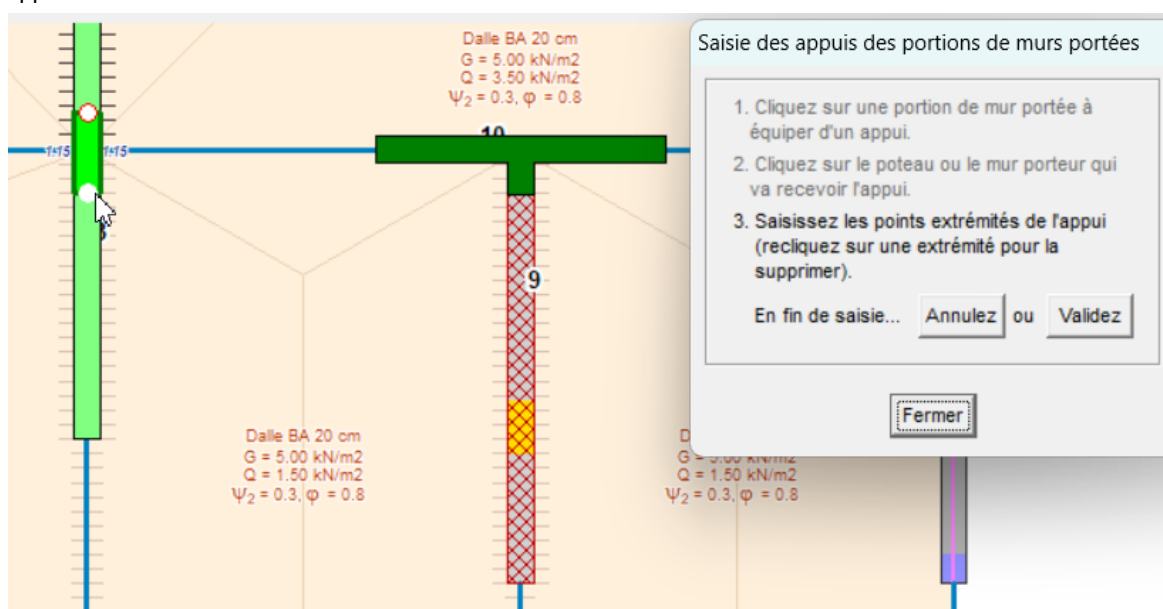 Dalle BA 20 cm
G = 5.00 kN/m2
Q = 3.50 kN/m2
Ψ2 = 0.3, φ = 0.8
10
1*15 1*15
9
Dalle BA 20 cm
G = 5.00 kN/m2
Q = 1.50 kN/m2
Ψ2 = 0.3, φ = 0.8
D
G = 5.00 kN/m2
Q = 1.50 kN/m2
Ψ2 = 0.3, φ = 0.8
Saisie des appuis des portions de murs portées
1. Cliquez sur une portion de mur portée à
équiper d'un appui.
2. Cliquez sur le poteau ou le mur porteur qui
va recevoir l'appui.
3. Saisissez les points extrémités de l'appui
(recliquez sur une extrémité pour la
supprimer).
En fin de saisie... Annulez ou Validez
Fermer